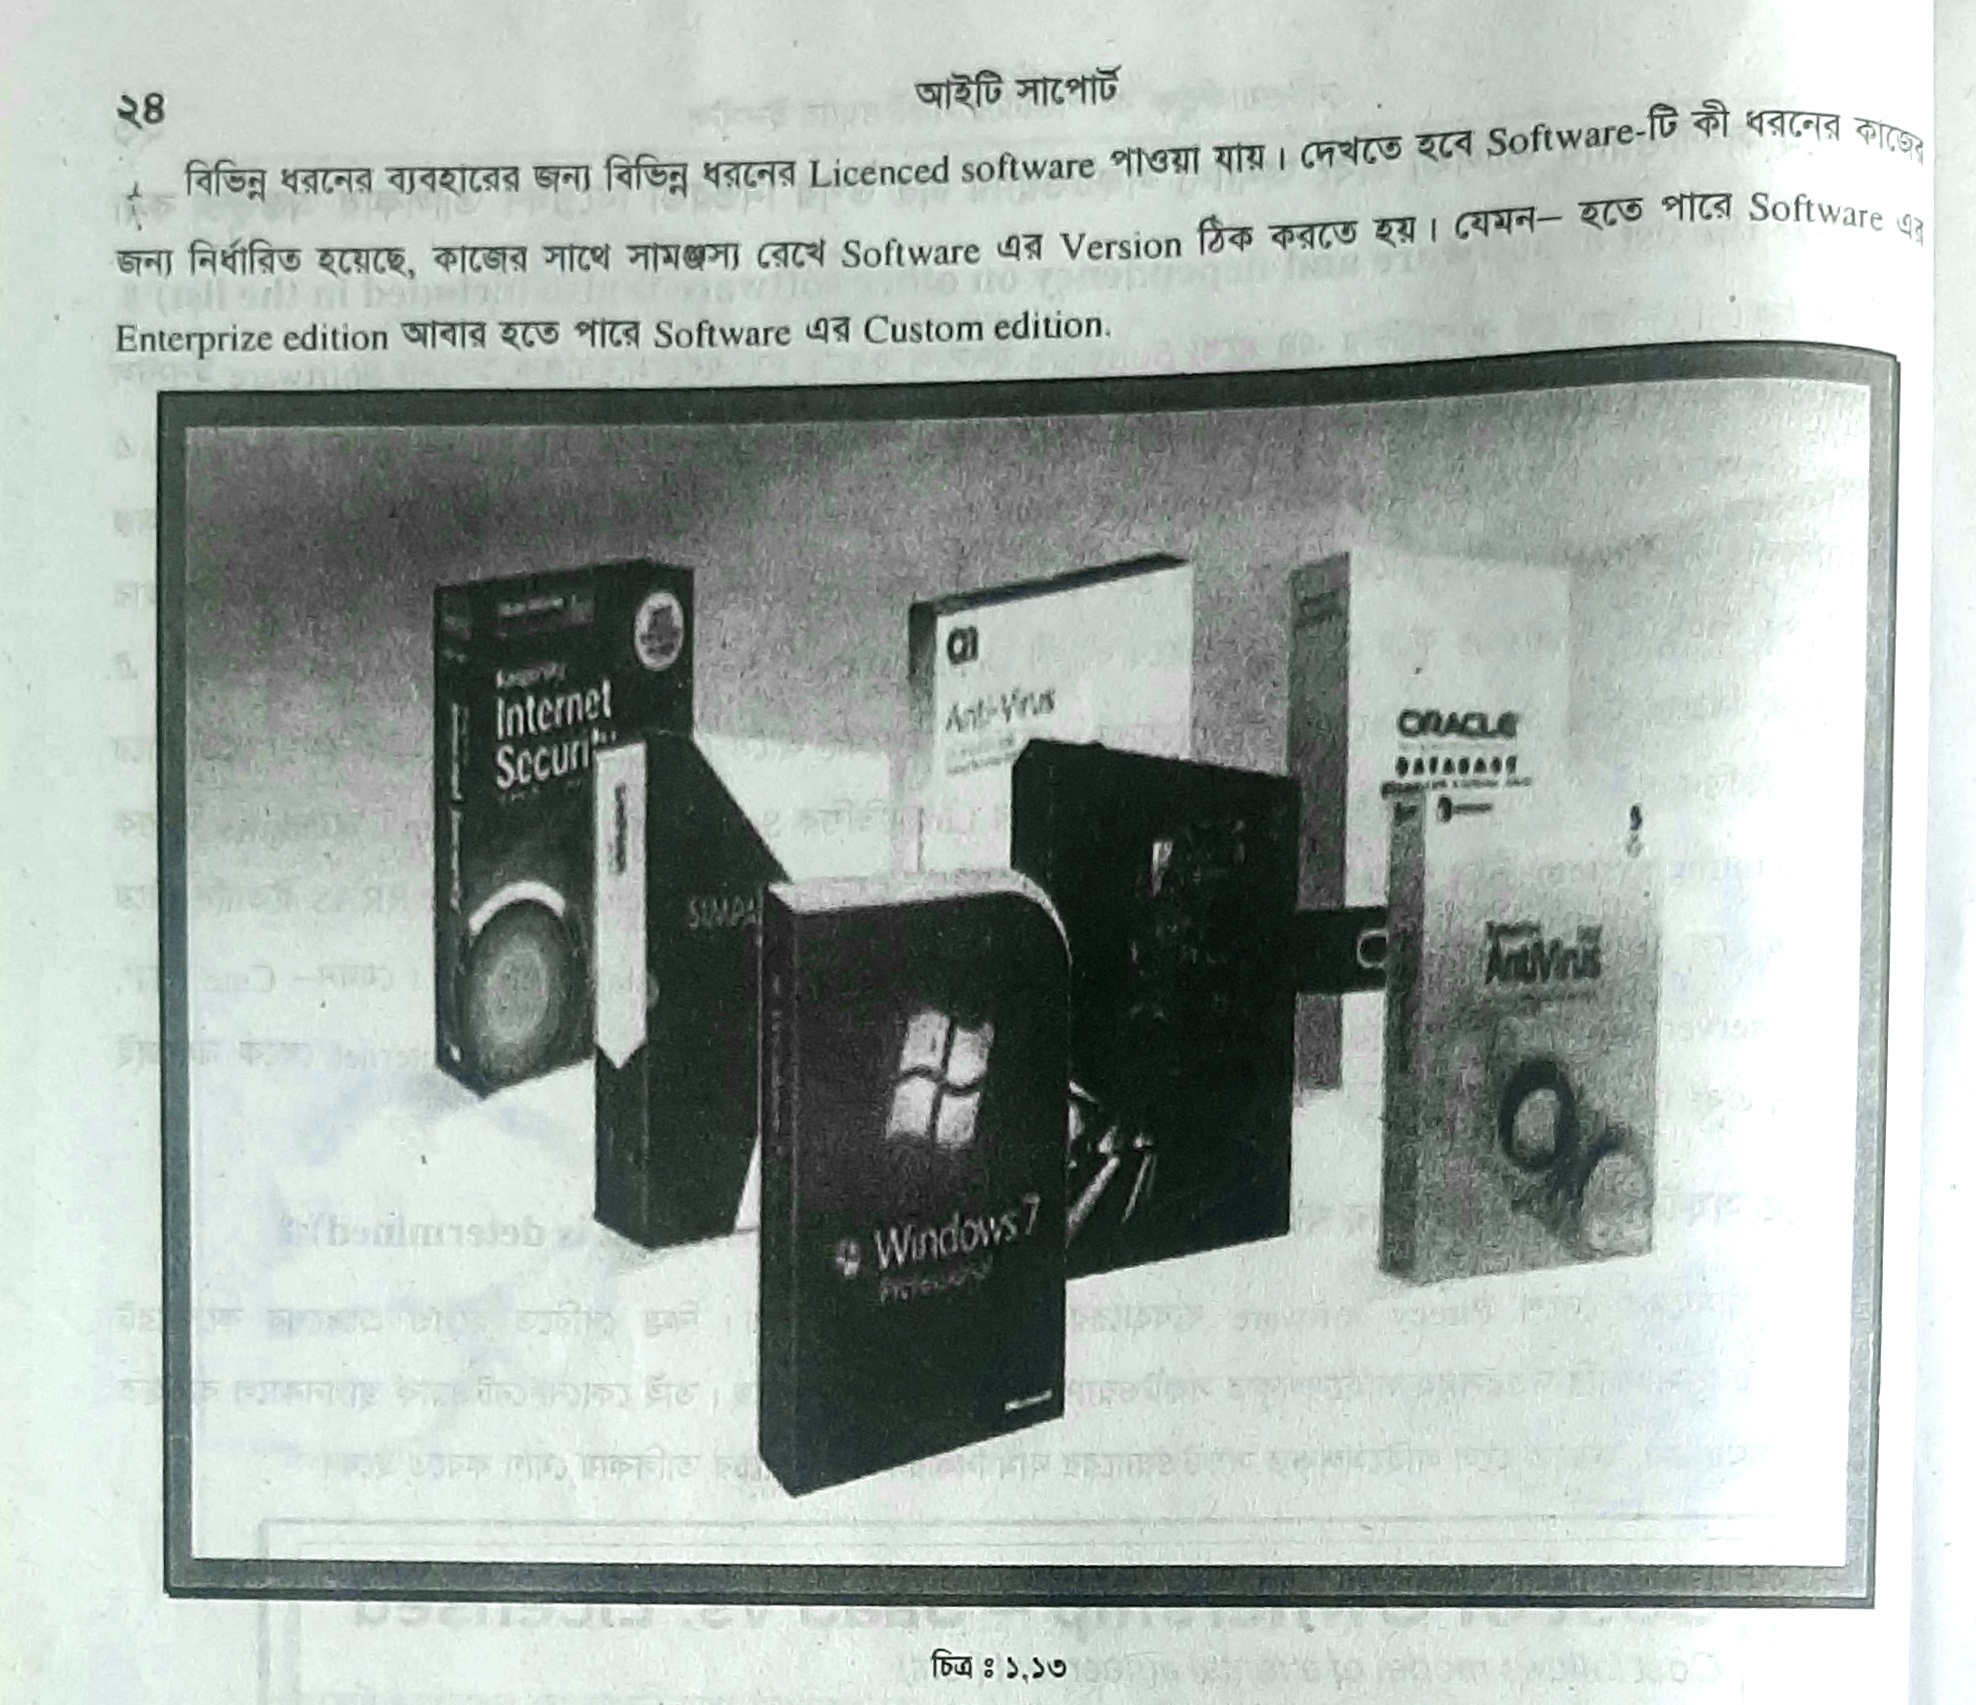 ২৪
আইটি সাপোর্ট
বিভিন্ন ধরনের ব্যবহারের জন্য বিভিন্ন ধরনের Licenced software পাওয়া যায়। দেখতে হবে Software-টি কী ধরনের কাজের
জন্য নির্ধারিত হয়েছে, কাজের সাথে সামঞ্জস্য রেখে Software এর Version ঠিক করতে হয়। যেমন– হতে পারে Software এর
Enterprize edition আবার হতে পারে Software এর Custom edition.
Internet
Securi
Anti-Virus
ORACLE
DATABASE
SIMPA
AntiVirus
Windows 7
Professional
চিত্র ঃ ১.১৩